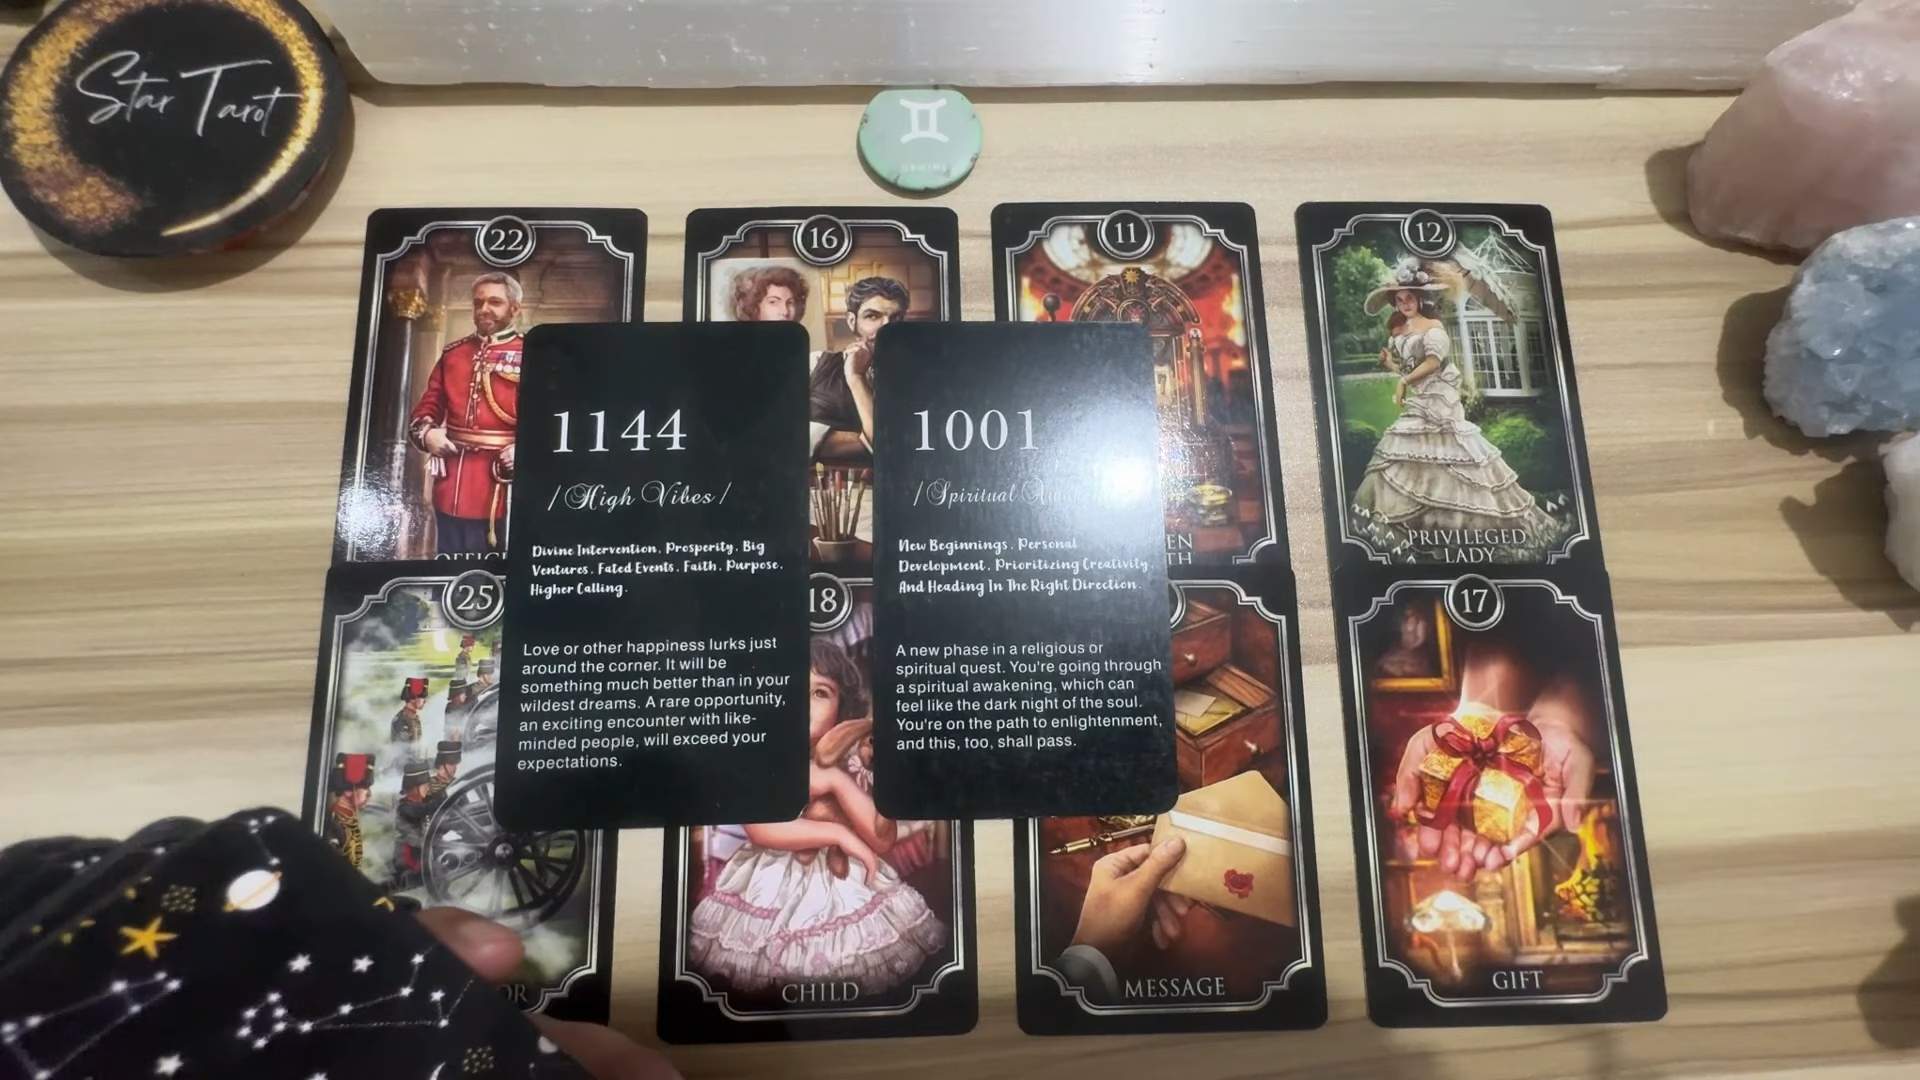 Star Tarot
GEMINI
22
16
11
12
1144
/High Vibes/
Divine Intervention, Prosperity, Big
Ventures, Fated Events, Faith, Purpose,
Higher Calling.
Love or other happiness lurks just
around the corner. It will be
something much better than in your
wildest dreams. A rare opportunity,
an exciting encounter with like-
minded people, will exceed your
expectations.
1001
/Spiritual
New Beginnings, Personal
Development, Prioritizing Creativity
And Heading In The Right Direction.
A new phase in a religious or
spiritual quest. You're going through
a spiritual awakening, which can
feel like the dark night of the soul.
You're on the path to enlightenment,
and this, too, shall pass.
PRIVILEGED
LADY
25
18
17
CHILD
MESSAGE
GIFT